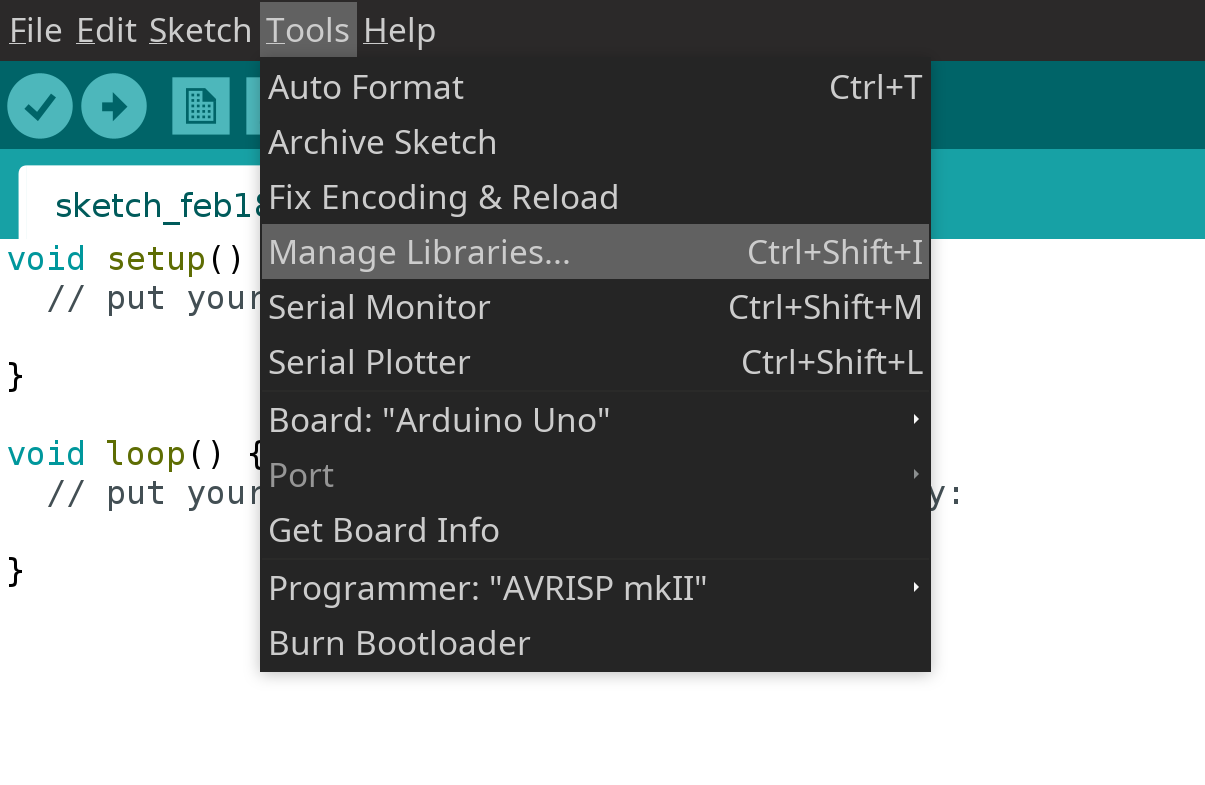 File Edit Sketch Tools Help
Auto Format Ctrl+T
Archive Sketch
sketch_feb18
Fix Encoding & Reload
void setup()
Manage Libraries... Ctrl+Shift+I
// put your
Serial Monitor Ctrl+Shift+M
}
Serial Plotter Ctrl+Shift+L
Board: "Arduino Uno"
void loop() {
Port
// put your y:
Get Board Info
}
Programmer: "AVRISP mkII"
Burn Bootloader